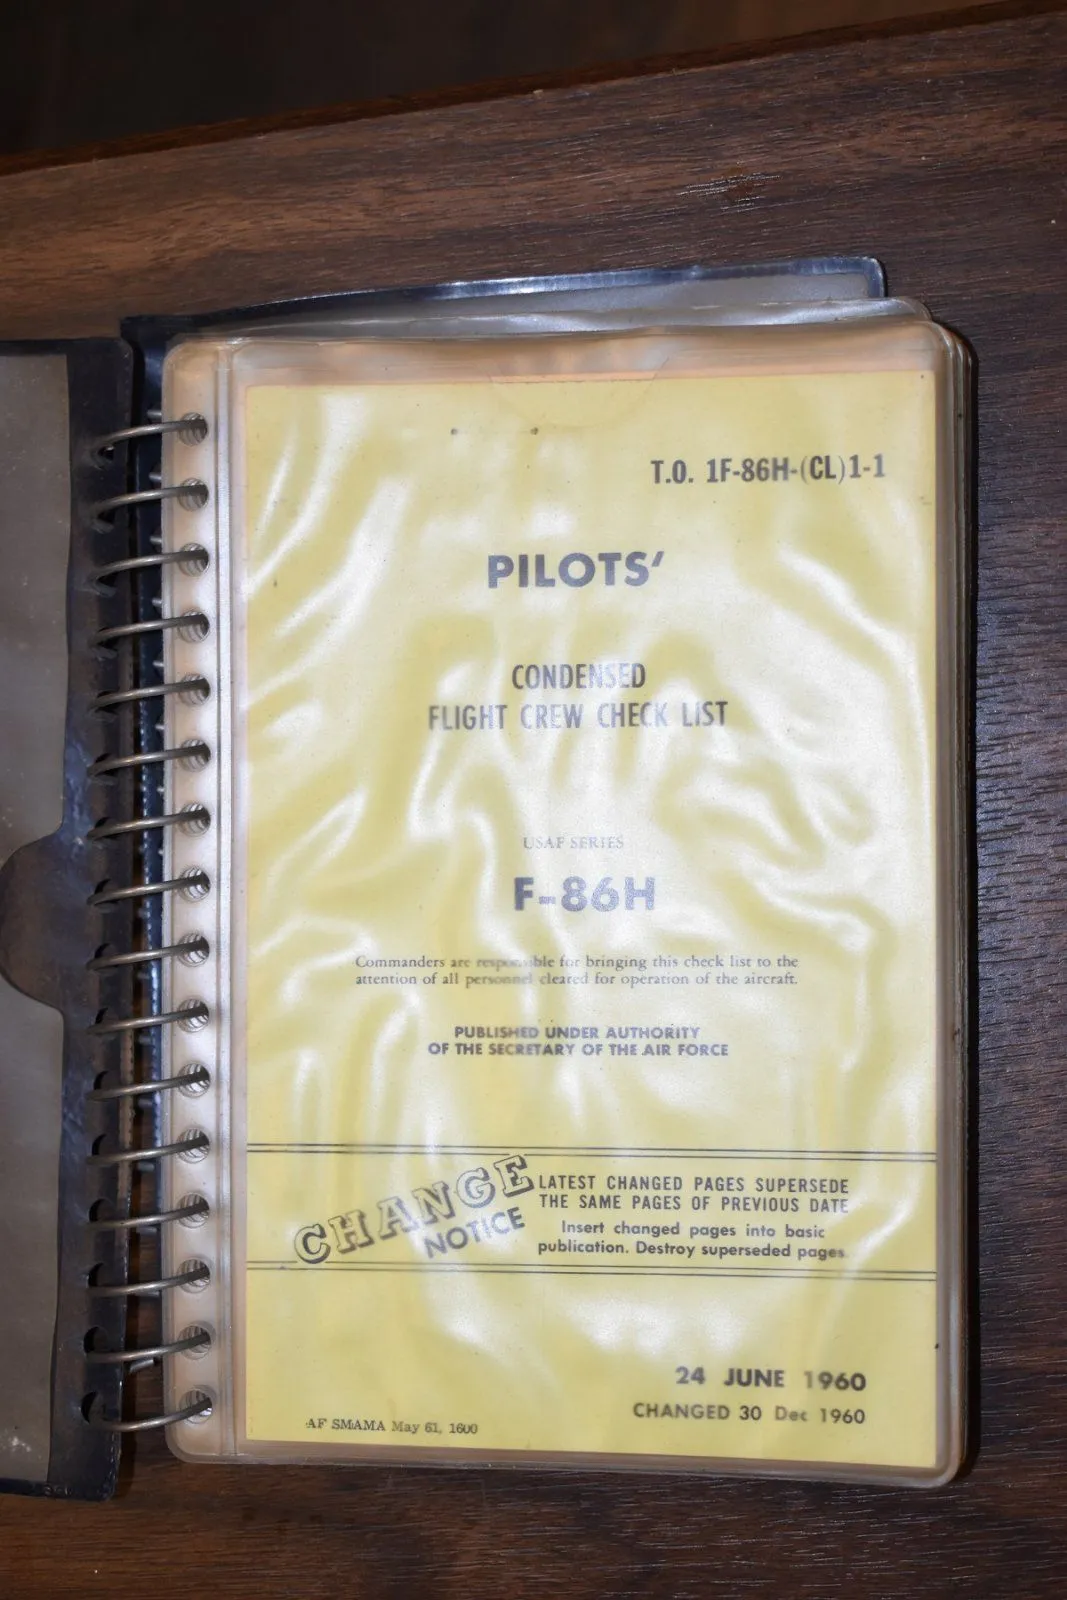 T.O. 1F-86H-(CL)1-1
PILOTS'
CONDENSED
FLIGHT CREW CHECK LIST
USAF SERIES
F-86H
Commanders are responsible for bringing this check list to the
attention of all personnel cleared for operation of the aircraft.
PUBLISHED UNDER AUTHORITY
OF THE SECRETARY OF THE AIR FORCE
CHANGE
NOTICE
LATEST CHANGED PAGES SUPERSEDE
THE SAME PAGES OF PREVIOUS DATE
Insert changed pages into basic
publication. Destroy superseded pages.
24 JUNE 1960
CHANGED 30 Dec 1960
AF SMAMA May 61, 1600